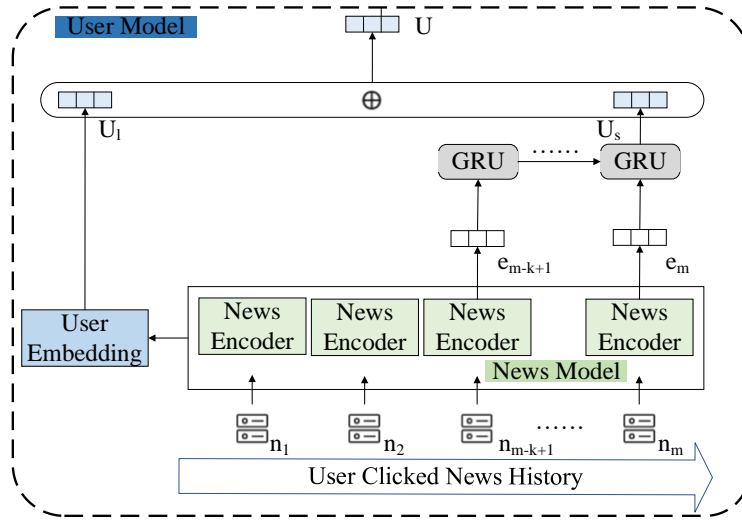 User Model
U
⊕
U_l
U_s
GRU
......
GRU
e_{m-k+1}
e_m
News
Encoder
News
Encoder
News
Encoder
News
Encoder
User
Embedding
News Model
n_1
n_2
n_{m-k+1}
......
n_m
User Clicked News History